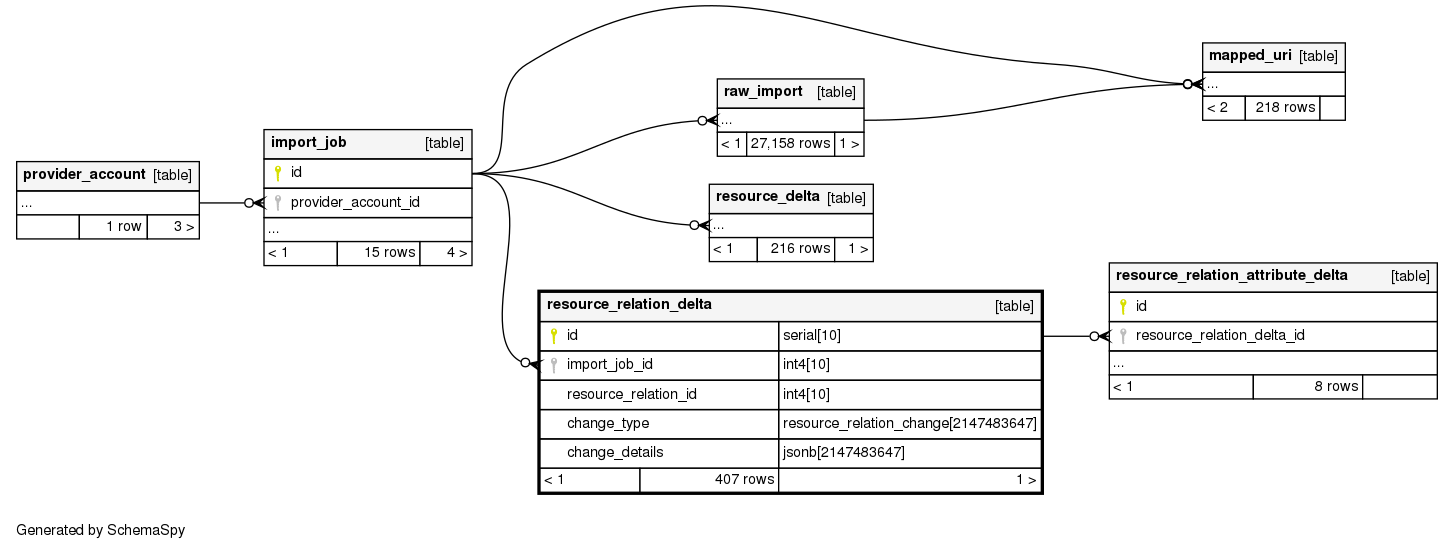 provider_account [table]
...
1 row 3 >
import_job [table]
id
provider_account_id
...
< 1 15 rows 4 >
raw_import [table]
...
< 1 27,158 rows 1 >
mapped_uri [table]
...
< 2 218 rows
resource_delta [table]
...
< 1 216 rows 1 >
resource_relation_delta [table]
id serial[10]
import_job_id int4[10]
resource_relation_id int4[10]
change_type resource_relation_change[2147483647]
change_details jsonb[2147483647]
< 1 407 rows 1 >
resource_relation_attribute_delta [table]
id
resource_relation_delta_id
...
< 1 8 rows
Generated by SchemaSpy